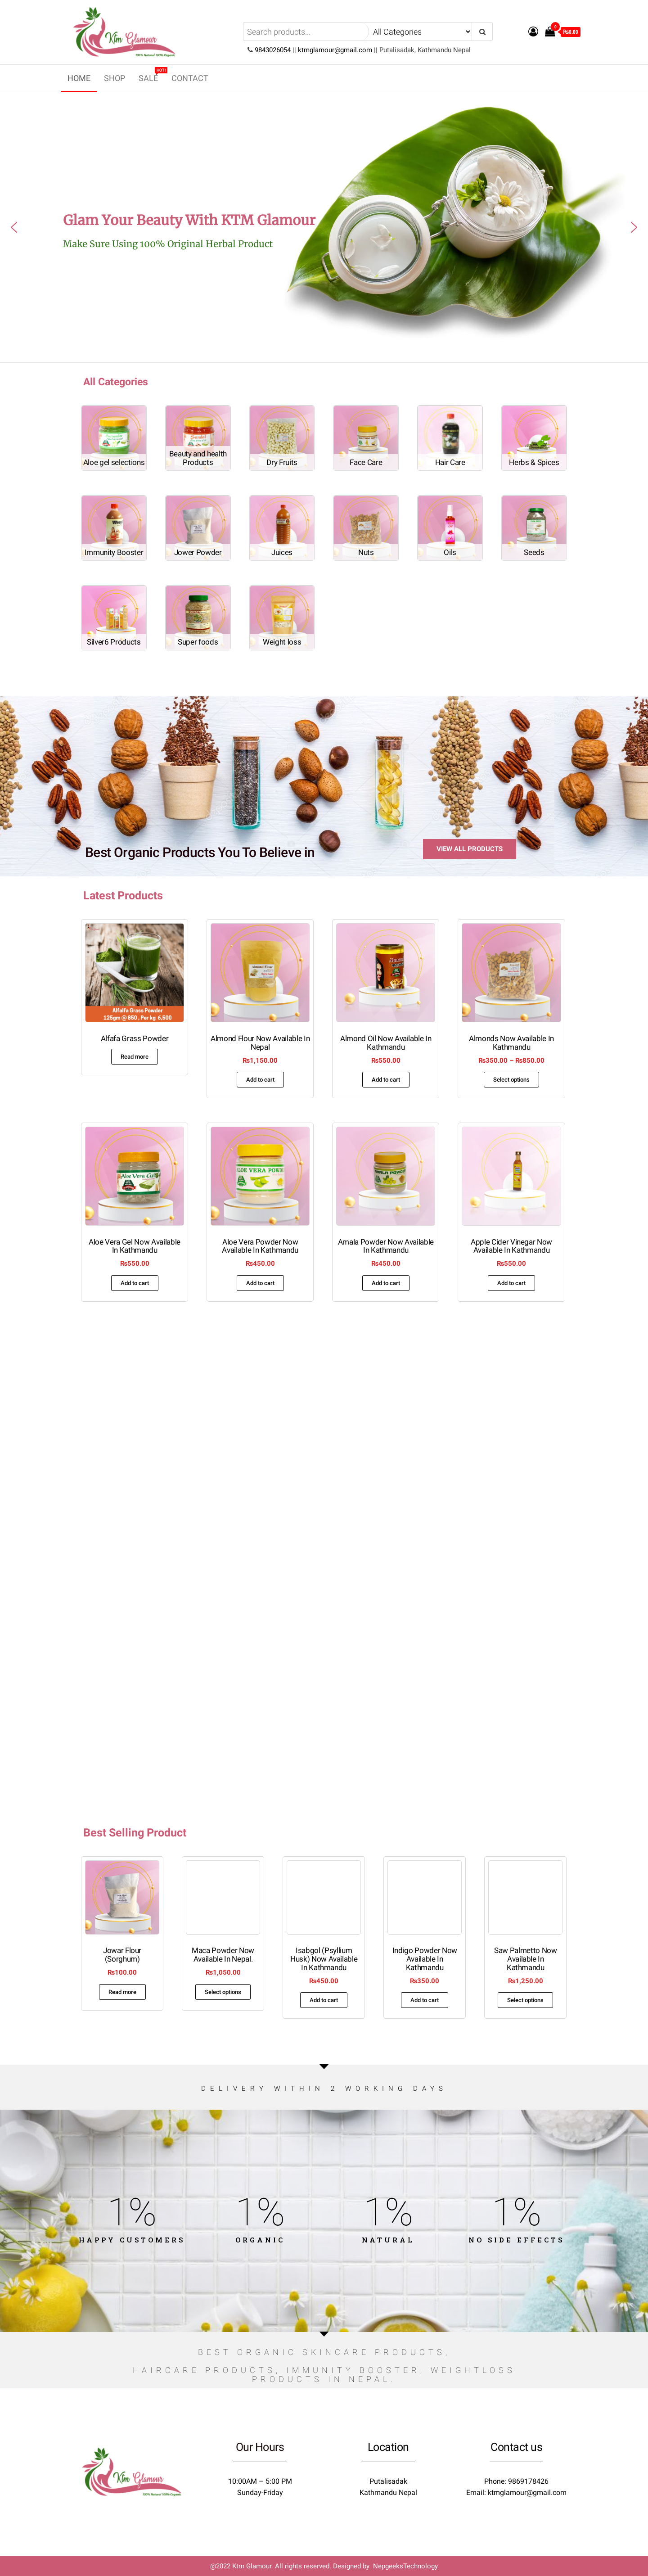 Ktm Glamour
100% Natural 100% Organic
Search products...
All Categories
0
₨0.00
9843026054 || ktmglamour@gmail.com || Putalisadak, Kathmandu Nepal
HOME
SHOP
SALE
HOT!
CONTACT
Glam Your Beauty With KTM Glamour
Make Sure Using 100% Original Herbal Product
All Categories
Aloe gel selections
Beauty and health Products
Dry Fruits
Face Care
Hair Care
Herbs & Spices
Immunity Booster
Jower Powder
Juices
Nuts
Oils
Seeds
Silver6 Products
Super foods
Weight loss
Best Organic Products You To Believe in
VIEW ALL PRODUCTS
Latest Products
Alfalfa Grass Powder
125gm @ 850 , Per kg 6,500
Alfafa Grass Powder
Read more
Almond Flour Now Available In Nepal
₨1,150.00
Add to cart
Almond Oil Now Available In Kathmandu
₨550.00
Add to cart
Almonds Now Available In Kathmandu
₨350.00 – ₨850.00
Select options
Aloe Vera Gel Now Available In Kathmandu
₨550.00
Add to cart
Aloe Vera Powder Now Available In Kathmandu
₨450.00
Add to cart
Amala Powder Now Available In Kathmandu
₨450.00
Add to cart
Apple Cider Vinegar Now Available In Kathmandu
₨550.00
Add to cart
Best Selling Product
Jowar Flour (Sorghum)
₨100.00
Read more
Maca Powder Now Available In Nepal.
₨1,050.00
Select options
Isabgol (Psyllium Husk) Now Available In Kathmandu
₨450.00
Add to cart
Indigo Powder Now Available In Kathmandu
₨350.00
Add to cart
Saw Palmetto Now Available In Kathmandu
₨1,250.00
Select options
DELIVERY WITHIN 2 WORKING DAYS
1%
HAPPY CUSTOMERS
1%
ORGANIC
1%
NATURAL
1%
NO SIDE EFFECTS
BEST ORGANIC SKINCARE PRODUCTS,
HAIRCARE PRODUCTS, IMMUNITY BOOSTER, WEIGHTLOSS
PRODUCTS IN NEPAL.
Ktm Glamour
100% Natural 100% Organic
Our Hours
10:00AM – 5:00 PM
Sunday-Friday
Location
Putalisadak
Kathmandu Nepal
Contact us
Phone: 9869178426
Email: ktmglamour@gmail.com
@2022 Ktm Glamour. All rights reserved. Designed by NepgeeksTechnology